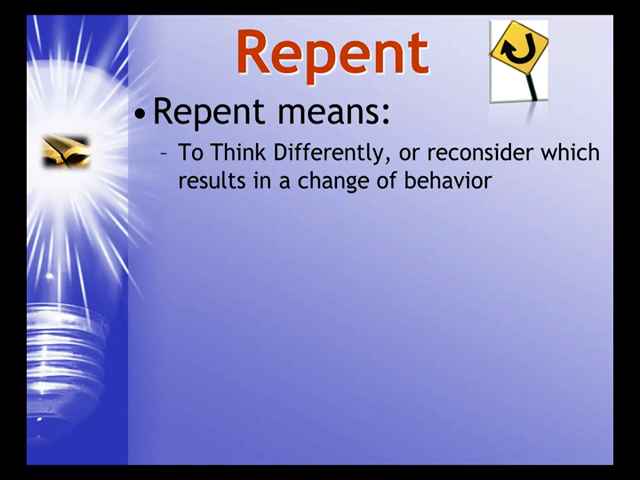 Repent
•Repent means:
– To Think Differently, or reconsider which
results in a change of behavior